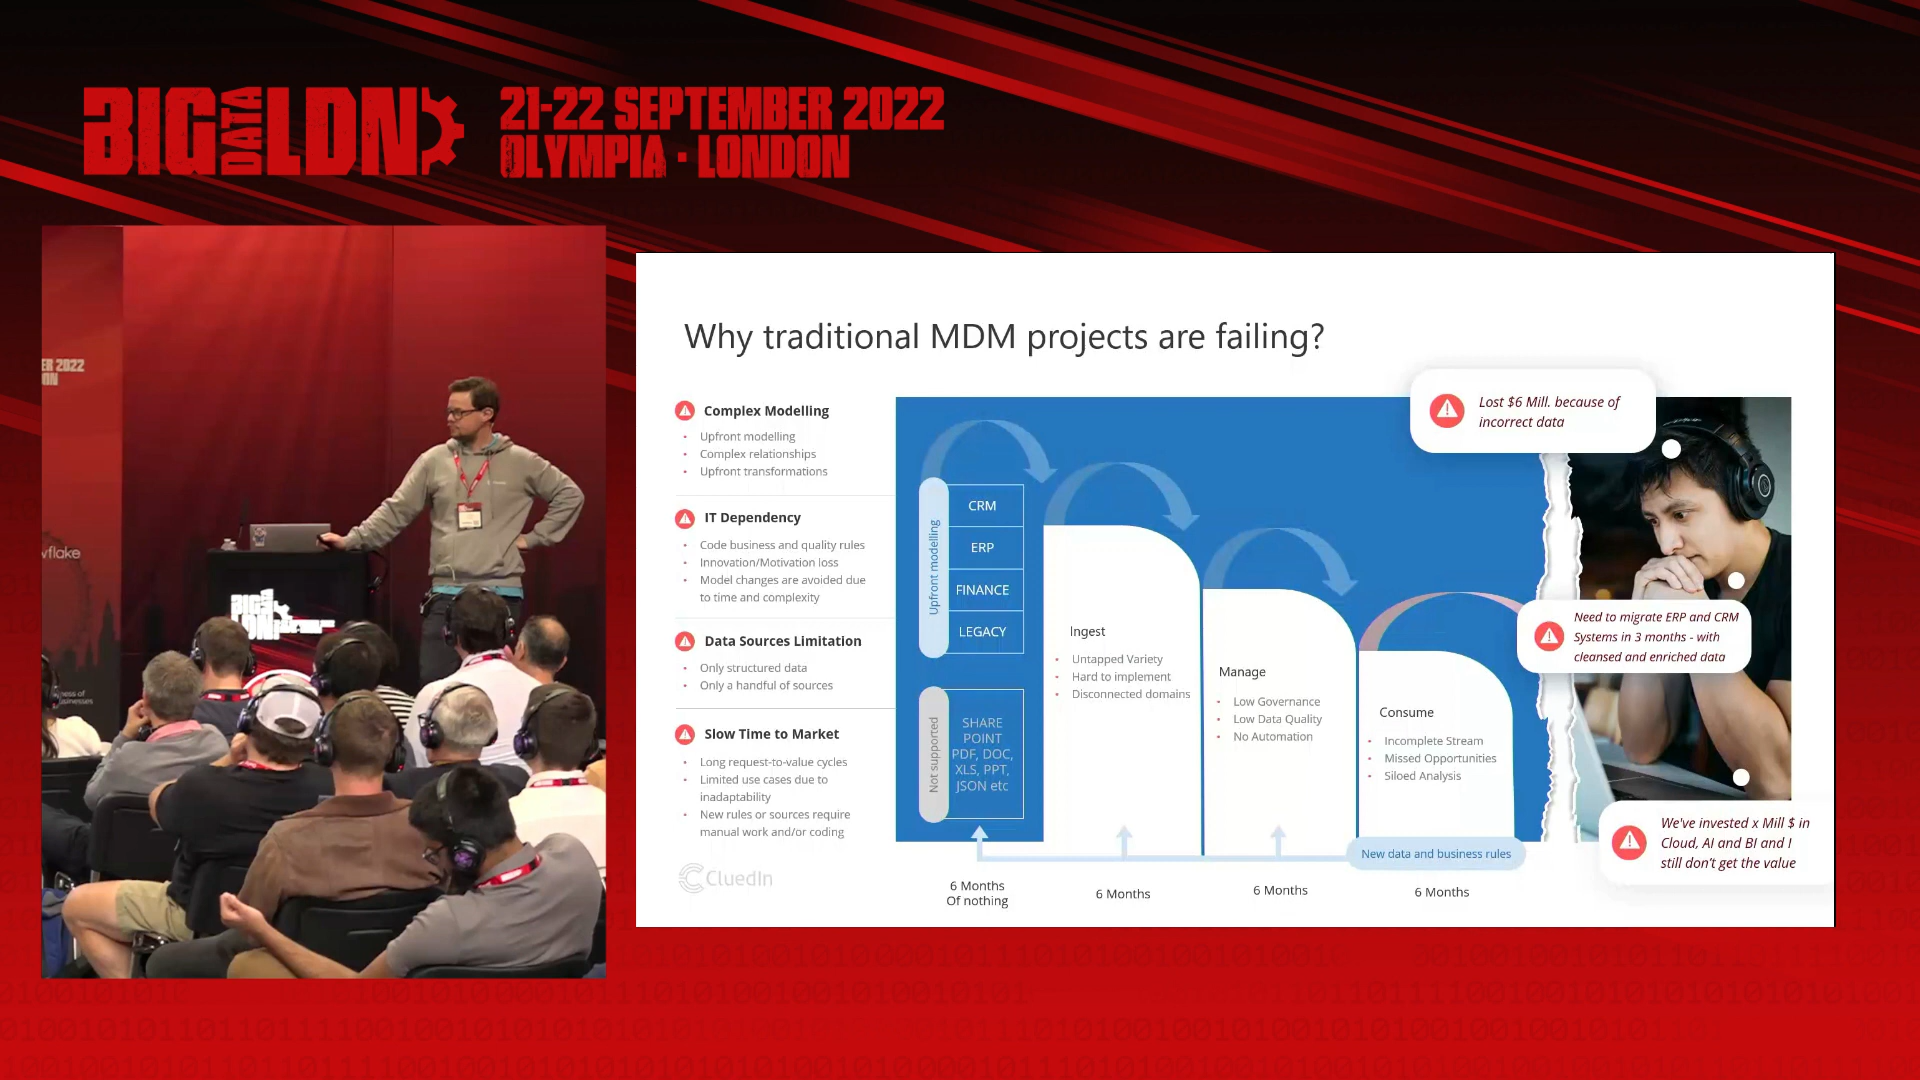 BIG DATA LDN
21-22 SEPTEMBER 2022
OLYMPIA · LONDON
ER 2022
Why traditional MDM projects are failing?
Complex Modelling
• Upfront modelling
• Complex relationships
• Upfront transformations
IT Dependency
• Code business and quality rules
• Innovation/Motivation loss
• Model changes are avoided due
to time and complexity
Data Sources Limitation
• Only structured data
• Only a handful of sources
Slow Time to Market
• Long request-to-value cycles
• Limited use cases due to
inadaptability
• New rules or sources require
manual work and/or coding
CluedIn
Upfront modelling
CRM
ERP
FINANCE
LEGACY
Not supported
SHARE
POINT
PDF, DOC,
XLS, PPT,
JSON etc
Ingest
• Untapped Variety
• Hard to implement
• Disconnected domains
Manage
• Low Governance
• Low Data Quality
• No Automation
Consume
• Incomplete Stream
• Missed Opportunities
• Siloed Analysis
New data and business rules
6 Months
Of nothing
6 Months
6 Months
6 Months
Lost $6 Mill. because of
incorrect data
Need to migrate ERP and CRM
Systems in 3 months - with
cleansed and enriched data
We've invested x Mill $ in
Cloud, AI and BI and I
still don't get the value